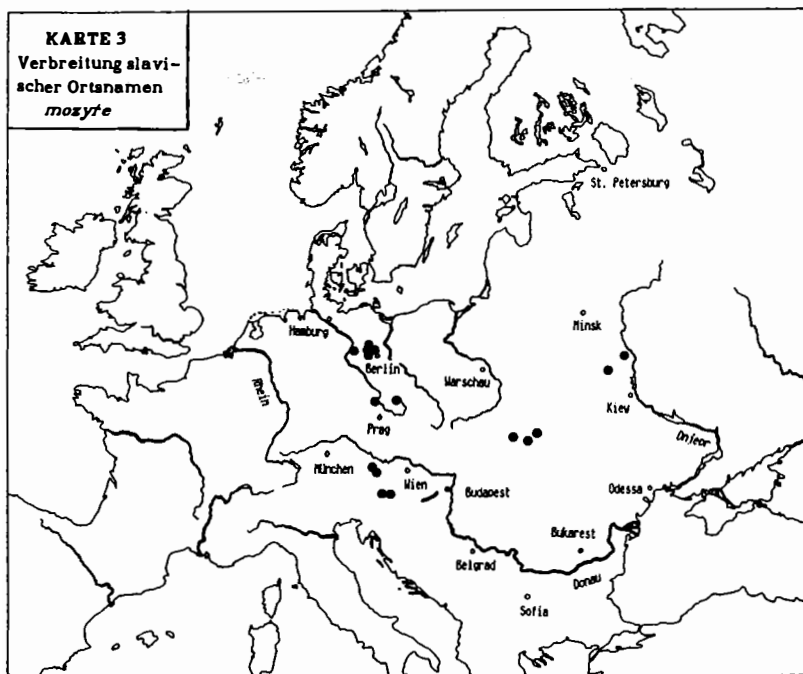 KARTE 3
Verbreitung slavi-
scher Ortsnamen
mozyře
St. Petersburg
Minsk
Hamburg
Berlin
Warschau
Kiew
Rhein
Prag
Dnjepr
München
Wien
Budapest
Odessa
Bukarest
Belgrad
Donau
Sofia